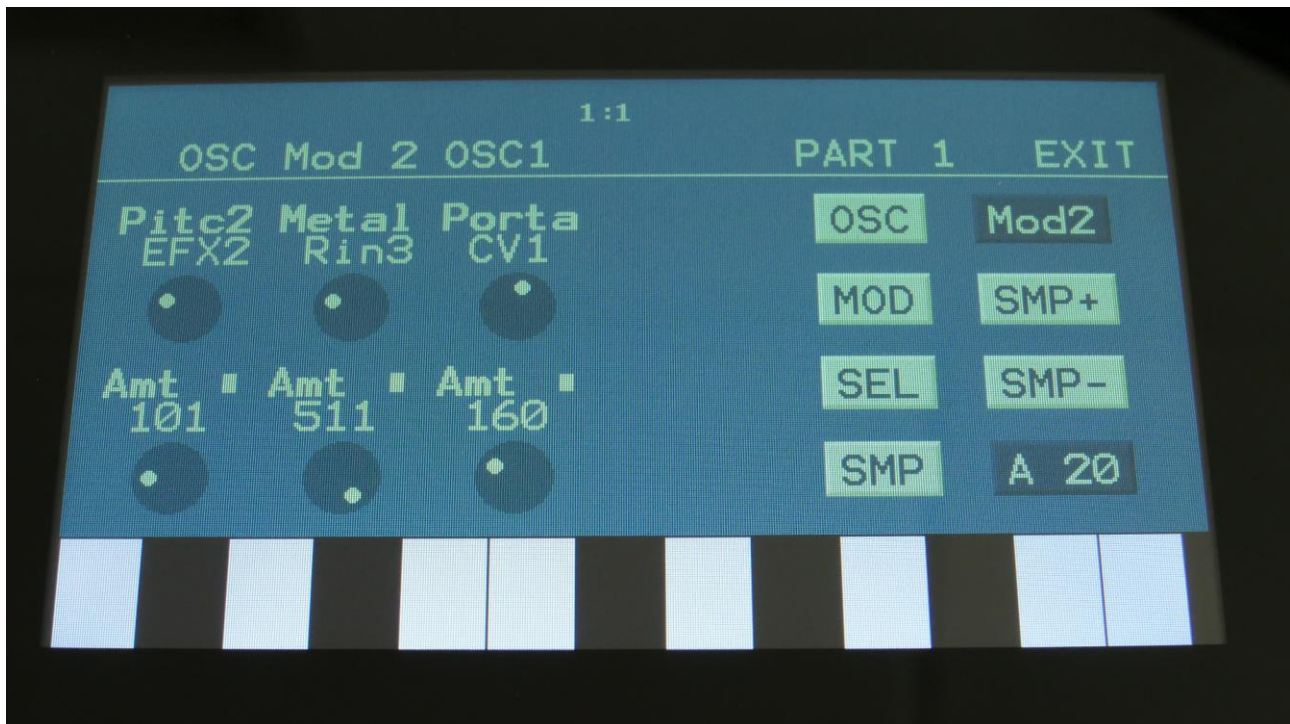 1:1
OSC Mod 2 OSC1 PART 1 EXIT
Pitc2 Metal Porta OSC Mod2
EFX2 Rin3 CV1
MOD SMP+
Amt Amt Amt SEL SMP-
101 511 160
SMP A 20